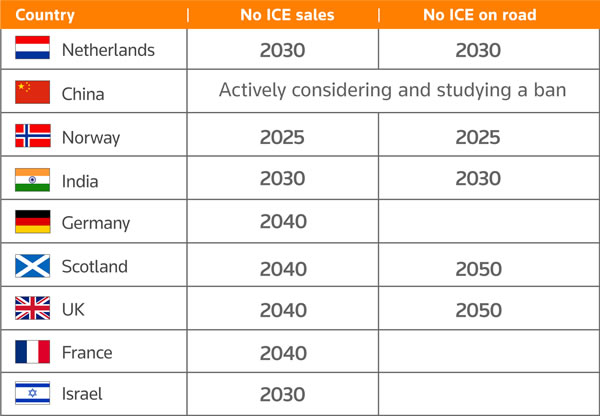 Country No ICE sales No ICE on road
Netherlands 2030 2030
China Actively considering and studying a ban
Norway 2025 2025
India 2030 2030
Germany 2040
Scotland 2040 2050
UK 2040 2050
France 2040
Israel 2030